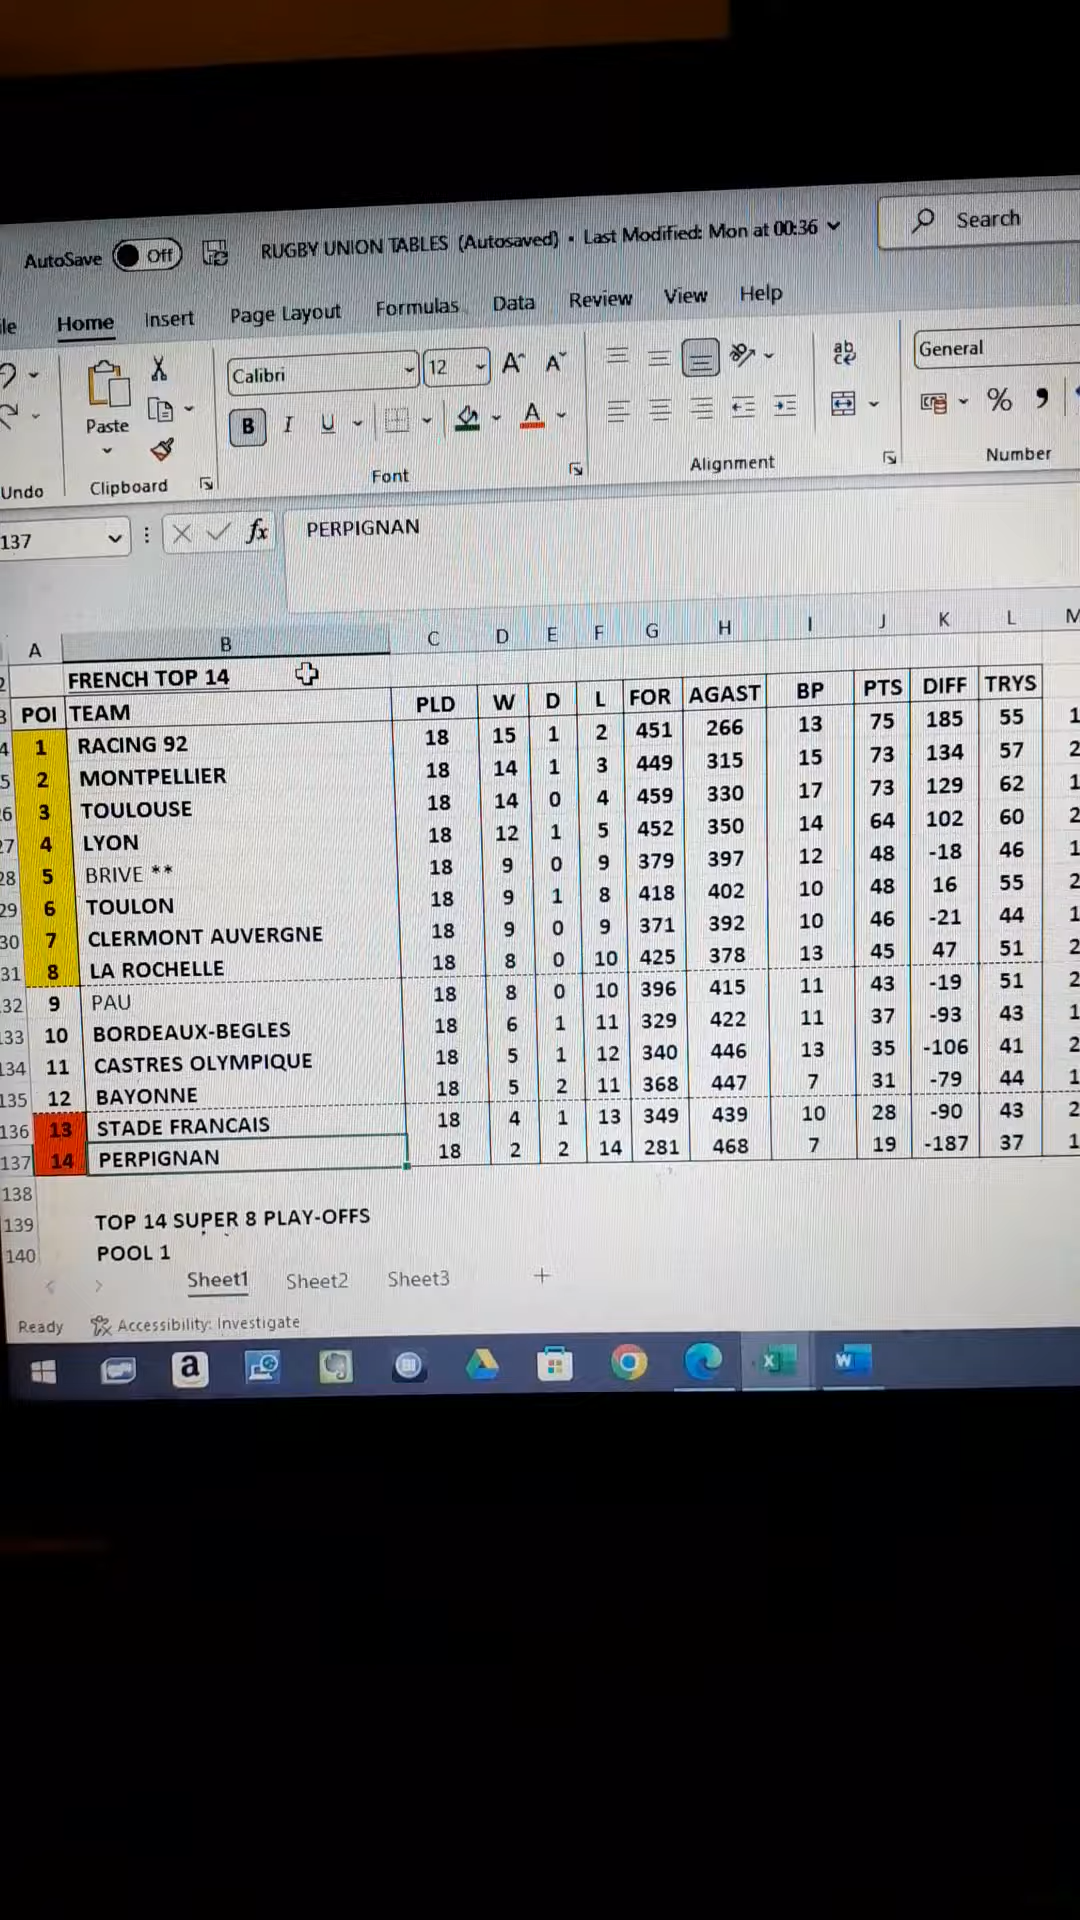 AutoSave Off RUGBY UNION TABLES (Autosaved) • Last Modified: Mon at 00:36 Search
Home Insert Page Layout Formulas Data Review View Help
Calibri 12 General
Paste
B I U A % 9
Undo Clipboard Font Alignment Number
137 fx PERPIGNAN
A B C D E F G H I J K L M
FRENCH TOP 14
POI TEAM PLD W D L FOR AGAST BP PTS DIFF TRYS
1 RACING 92 18 15 1 2 451 266 13 75 185 55
2 MONTPELLIER 18 14 1 3 449 315 15 73 134 57
3 TOULOUSE 18 14 0 4 459 330 17 73 129 62
4 LYON 18 12 1 5 452 350 14 64 102 60
5 BRIVE ** 18 9 0 9 379 397 12 48 -18 46
6 TOULON 18 9 1 8 418 402 10 48 16 55
7 CLERMONT AUVERGNE 18 9 0 9 371 392 10 46 -21 44
8 LA ROCHELLE 18 8 0 10 425 378 13 45 47 51
9 PAU 18 8 0 10 396 415 11 43 -19 51
10 BORDEAUX-BEGLES 18 6 1 11 329 422 11 37 -93 43
11 CASTRES OLYMPIQUE 18 5 1 12 340 446 13 35 -106 41
12 BAYONNE 18 5 2 11 368 447 7 31 -79 44
136 13 STADE FRANCAIS 18 4 1 13 349 439 10 28 -90 43
137 14 PERPIGNAN 18 2 2 14 281 468 7 19 -187 37
138
139 TOP 14 SUPER 8 PLAY-OFFS
140 POOL 1
Sheet1 Sheet2 Sheet3
Ready Accessibility: Investigate